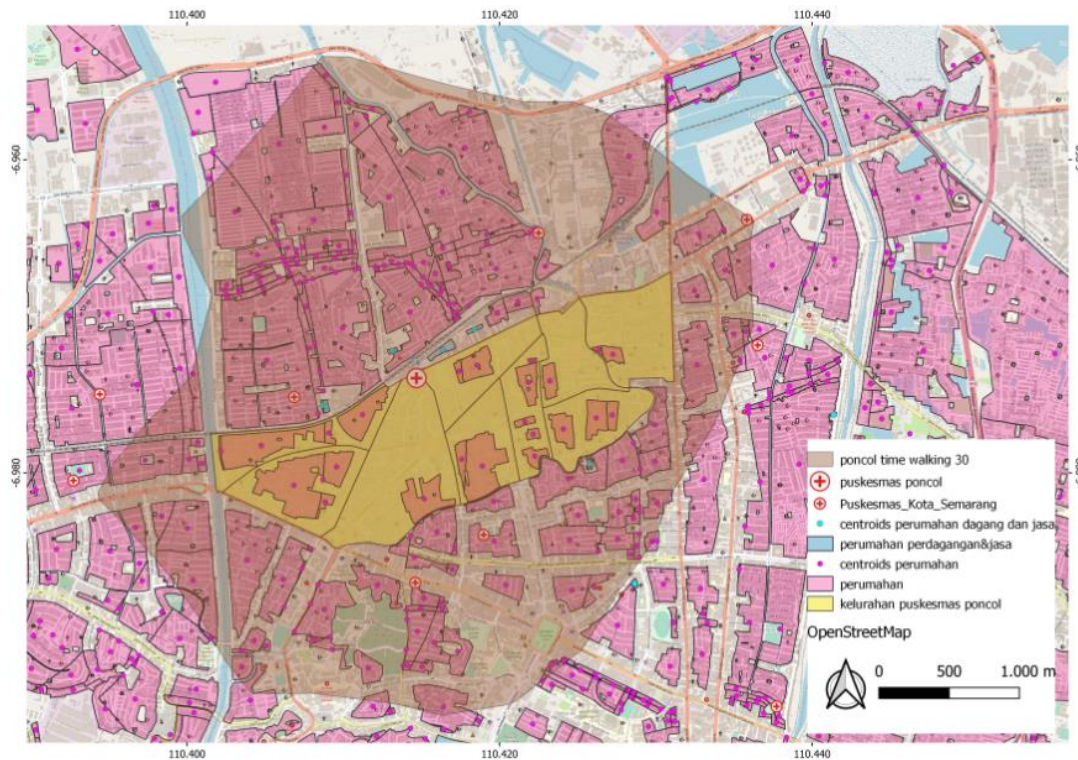 110.400
110.420
110.440
-6.960
-6.960
-6.980
poncol time walking 30
puskesmas poncol
Puskesmas_Kota_Semarang
centroids perumahan dagang dan jasa
perumahan perdagangan&jasa
centroids perumahan
perumahan
kelurahan puskesmas poncol
OpenStreetMap
0 500 1.000 m
110.400
110.420
110.440